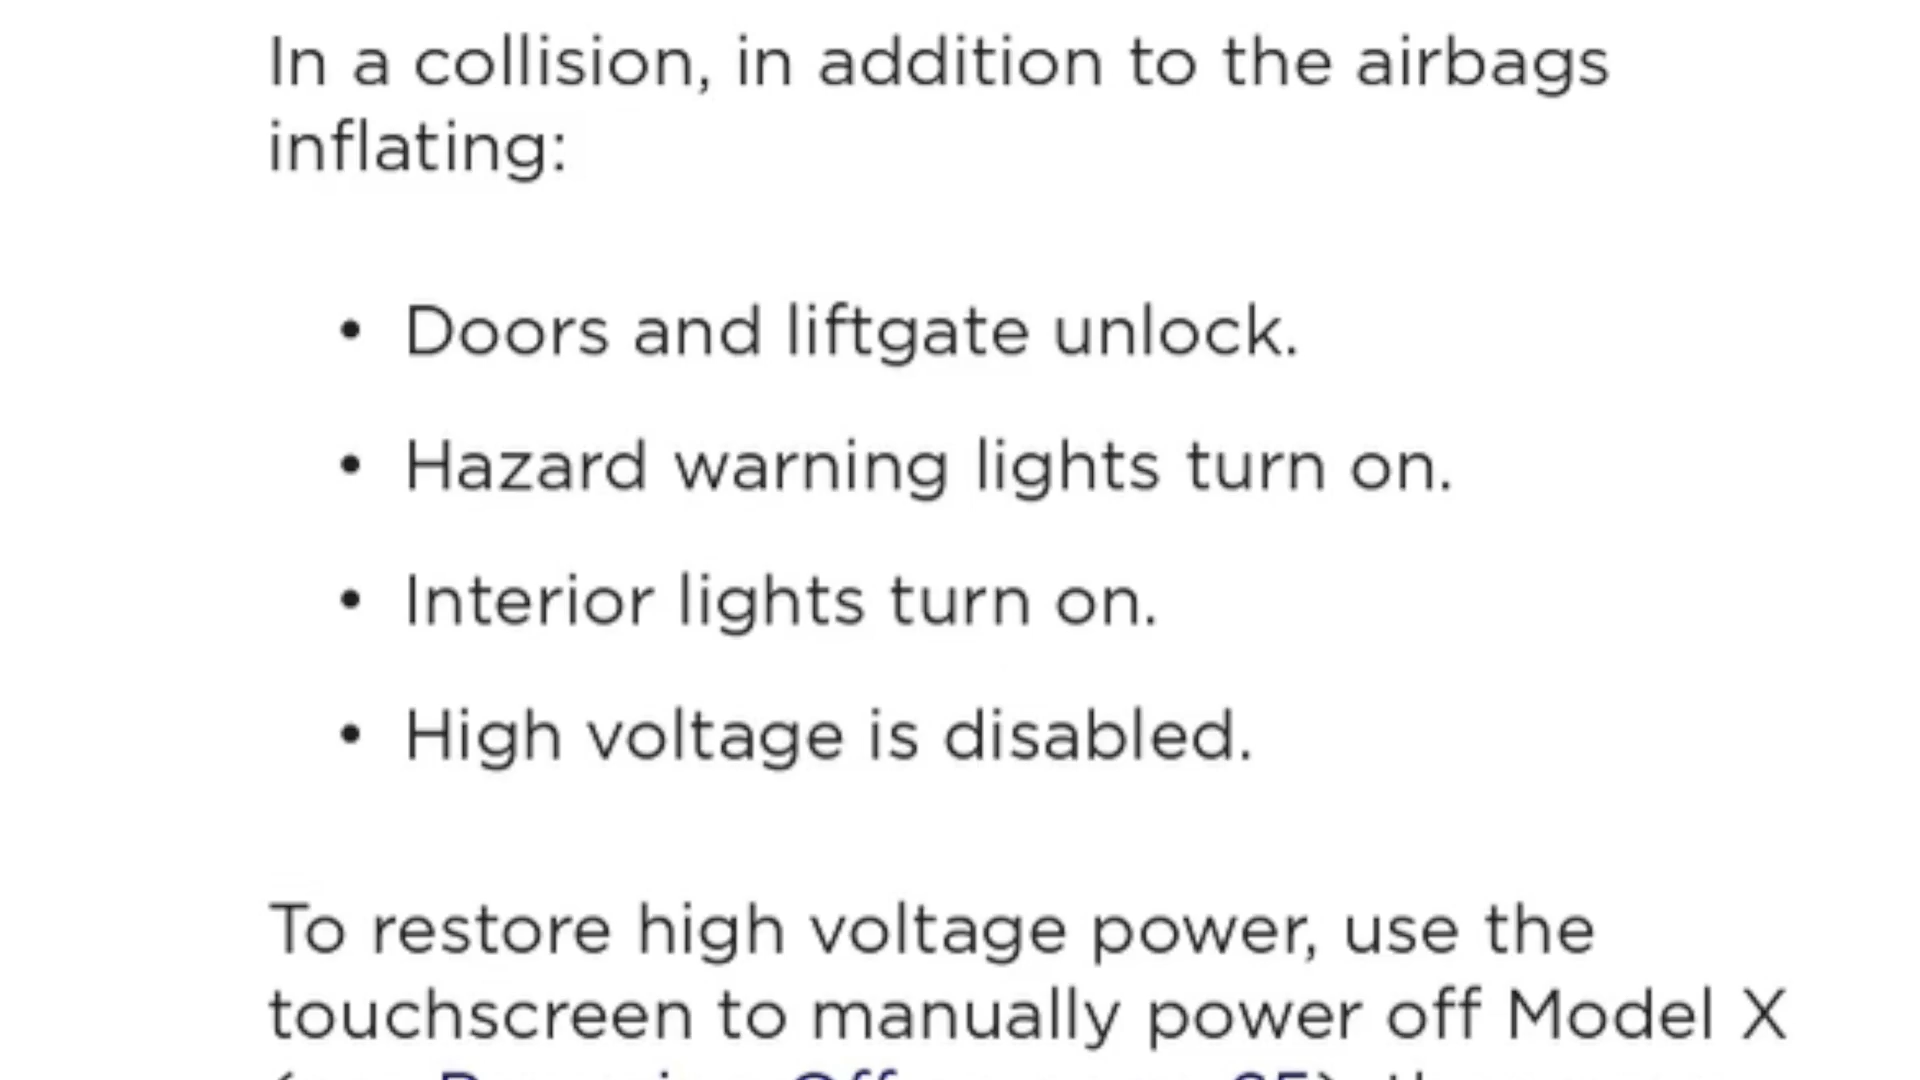 In a collision, in addition to the airbags
inflating:
• Doors and liftgate unlock.
• Hazard warning lights turn on.
• Interior lights turn on.
• High voltage is disabled.
To restore high voltage power, use the
touchscreen to manually power off Model X